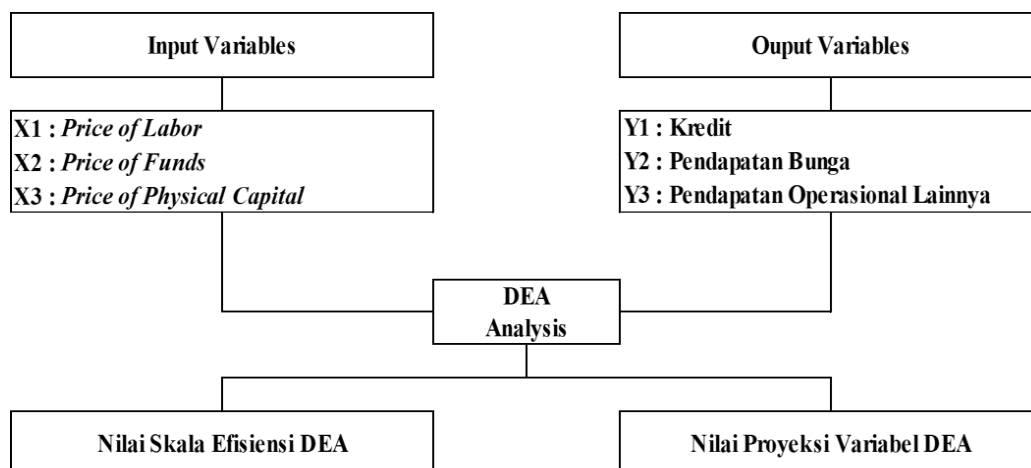 Input Variables
Ouput Variables
X1 : Price of Labor
X2 : Price of Funds
X3 : Price of Physical Capital
Y1 : Kredit
Y2 : Pendapatan Bunga
Y3 : Pendapatan Operasional Lainnya
DEA
Analysis
Nilai Skala Efisiensi DEA
Nilai Proyeksi Variabel DEA